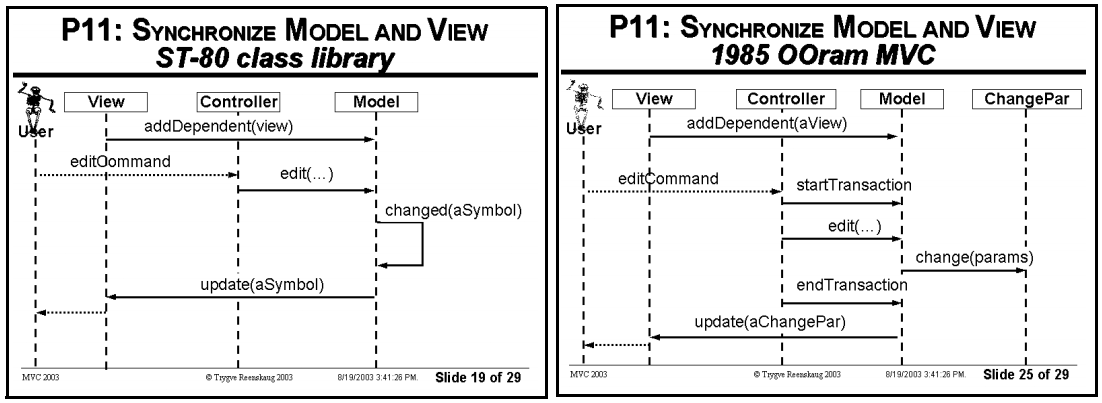 P11: SYNCHRONIZE MODEL AND VIEW
ST-80 class library
View Controller Model
User
addDependent(view)
editCommand
edit(…)
changed(aSymbol)
update(aSymbol)
MVC 2003 © Trygve Reenskaug 2003 8/19/2003 3:41:26 PM. Slide 19 of 29
P11: SYNCHRONIZE MODEL AND VIEW
1985 OOram MVC
View Controller Model ChangePar
User
addDependent(aView)
editCommand
startTransaction
edit(…)
change(params)
endTransaction
update(aChangePar)
MVC 2003 © Trygve Reenskaug 2003 8/19/2003 3:41:26 PM. Slide 25 of 29